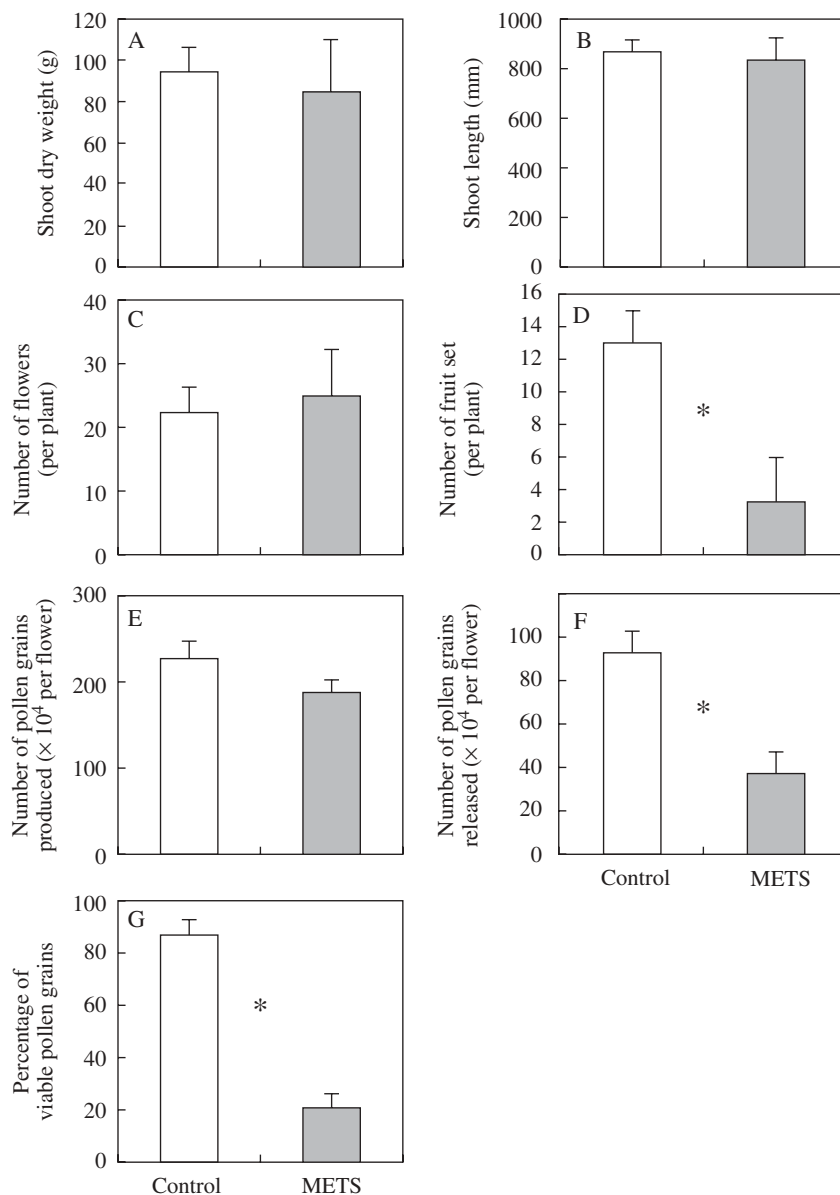 A
Shoot dry weight (g)
120
100
80
60
40
20
0
B
Shoot length (mm)
1000
800
600
400
200
0
C
Number of flowers
(per plant)
40
30
20
10
0
D
Number of fruit set
(per plant)
16
14
12
10
8
6
4
2
0
*
E
Number of pollen grains
produced (× 10⁴ per flower)
300
200
100
0
F
Number of pollen grains
released (× 10⁴ per flower)
100
80
60
40
20
0
*
Control METS
G
Percentage of
viable pollen grains
100
80
60
40
20
0
*
Control METS